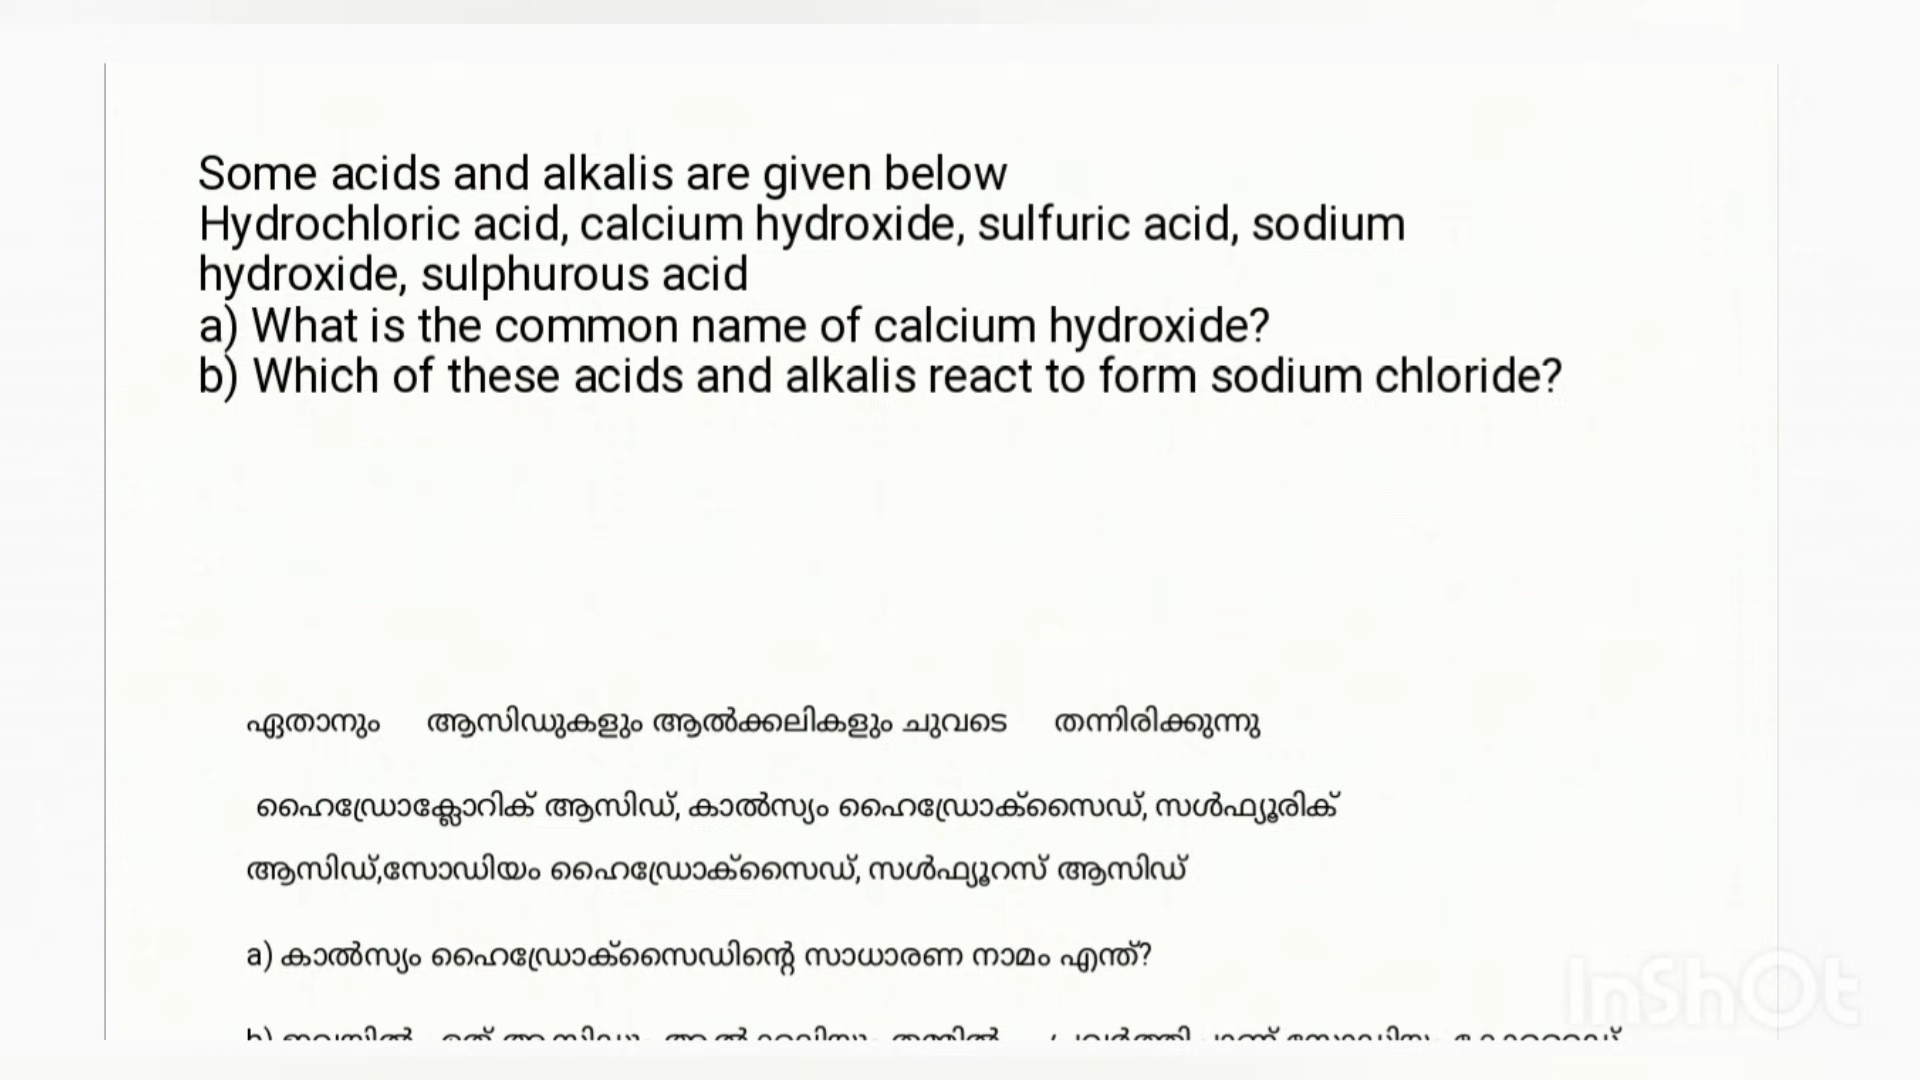 Some acids and alkalis are given below
Hydrochloric acid, calcium hydroxide, sulfuric acid, sodium
hydroxide, sulphurous acid
a) What is the common name of calcium hydroxide?
b) Which of these acids and alkalis react to form sodium chloride?
ഏതാനും ആസിഡുകളും ആൽക്കലികളും ചുവടെ തന്നിരിക്കുന്നു
ഹൈഡ്രോക്ലോറിക് ആസിഡ്, കാൽസ്യം ഹൈഡ്രോക്സൈഡ്, സൾഫ്യൂരിക്
ആസിഡ്,സോഡിയം ഹൈഡ്രോക്സൈഡ്, സൾഫ്യൂറസ് ആസിഡ്
a) കാൽസ്യം ഹൈഡ്രോക്സൈഡിന്റെ സാധാരണ നാമം എന്ത്?
InShOt